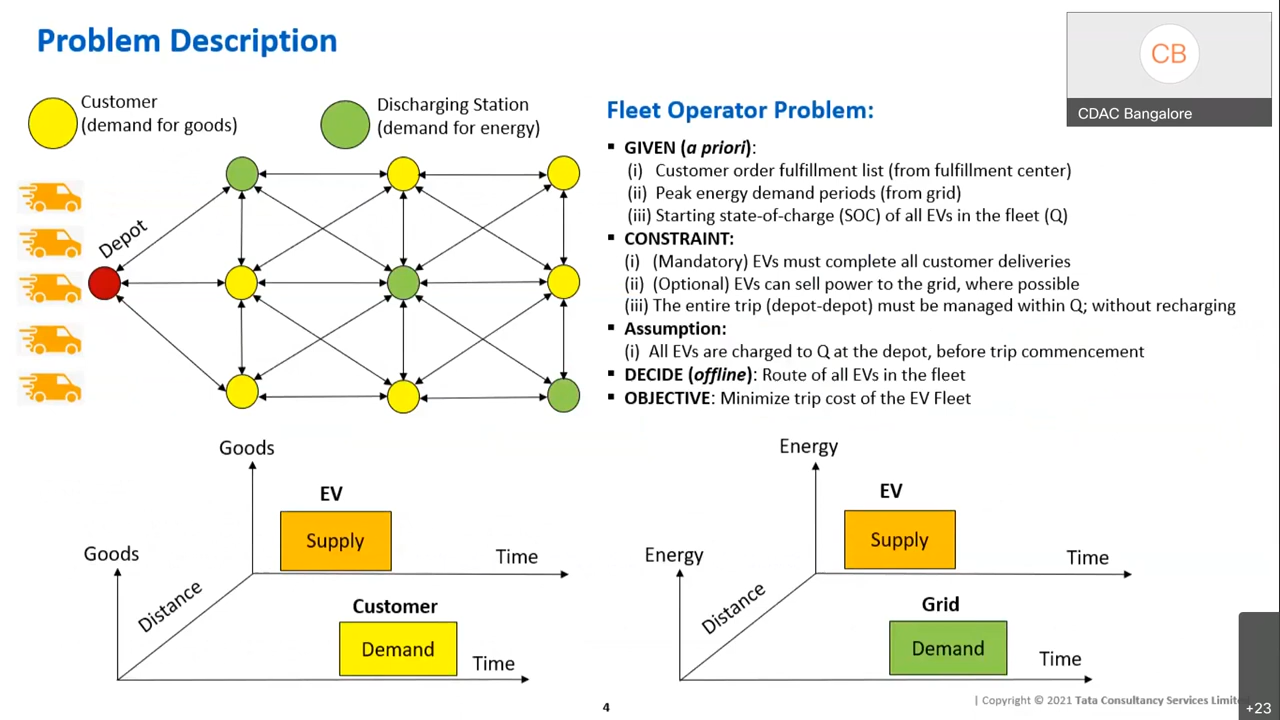 Problem Description
CB
CDAC Bangalore
Customer
(demand for goods)
Discharging Station
(demand for energy)
Depot
Fleet Operator Problem:
▪ GIVEN (a priori):
(i) Customer order fulfillment list (from fulfillment center)
(ii) Peak energy demand periods (from grid)
(iii) Starting state-of-charge (SOC) of all EVs in the fleet (Q)
▪ CONSTRAINT:
(i) (Mandatory) EVs must complete all customer deliveries
(ii) (Optional) EVs can sell power to the grid, where possible
(iii) The entire trip (depot-depot) must be managed within Q; without recharging
▪ Assumption:
(i) All EVs are charged to Q at the depot, before trip commencement
▪ DECIDE (offline): Route of all EVs in the fleet
▪ OBJECTIVE: Minimize trip cost of the EV Fleet
Goods
EV
Supply
Time
Goods
Distance
Customer
Demand
Time
Energy
EV
Supply
Time
Energy
Distance
Grid
Demand
Time
4
| Copyright © 2021 Tata Consultancy Services Limite
+23